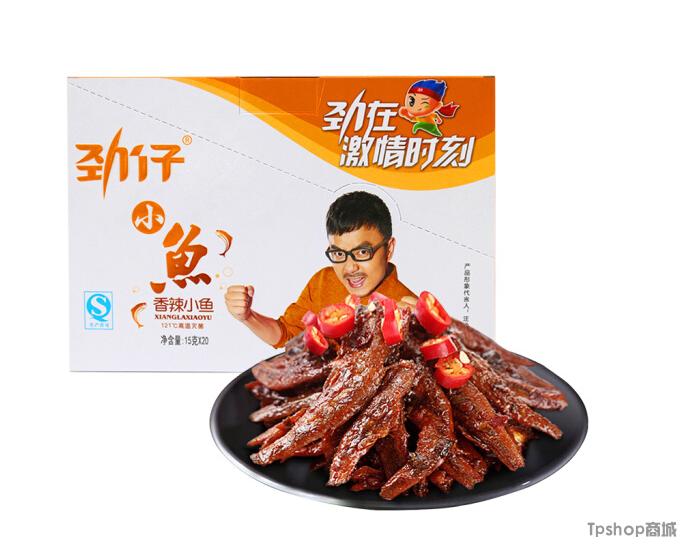 劲在
激情时刻
劲仔®
小
魚
香辣小鱼
XIANGLAXIAOYU
121℃高温灭菌
净含量:15克X20
产品形象代言人:汪
Tpshop商城